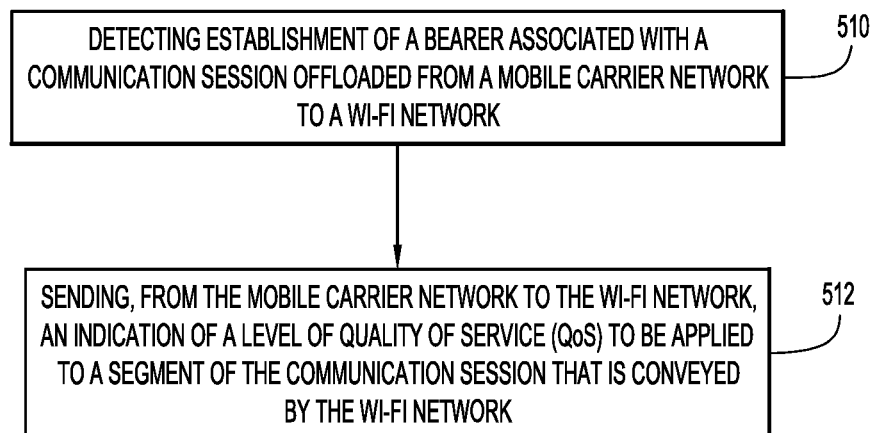 DETECTING ESTABLISHMENT OF A BEARER ASSOCIATED WITH A
COMMUNICATION SESSION OFFLOADED FROM A MOBILE CARRIER NETWORK
TO A WI-FI NETWORK
510
SENDING, FROM THE MOBILE CARRIER NETWORK TO THE WI-FI NETWORK,
AN INDICATION OF A LEVEL OF QUALITY OF SERVICE (QoS) TO BE APPLIED
TO A SEGMENT OF THE COMMUNICATION SESSION THAT IS CONVEYED
BY THE WI-FI NETWORK
512